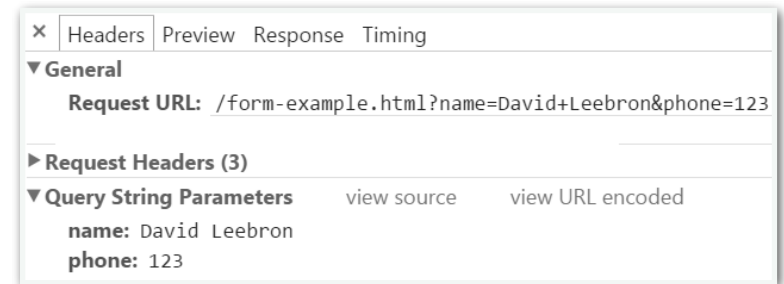 × Headers Preview Response Timing
▼ General
Request URL: /form-example.html?name=David+Leebron&phone=123
▶ Request Headers (3)
▼ Query String Parameters view source view URL encoded
name: David Leebron
phone: 123